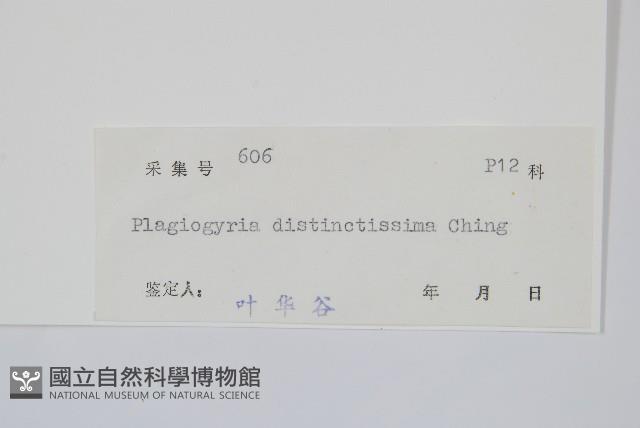 采集号 606 P12 科
Plagiogyria distinctissima Ching
鉴定人: 叶华谷 年 月 日
國立自然科學博物館
NATIONAL MUSEUM OF NATURAL SCIENCE